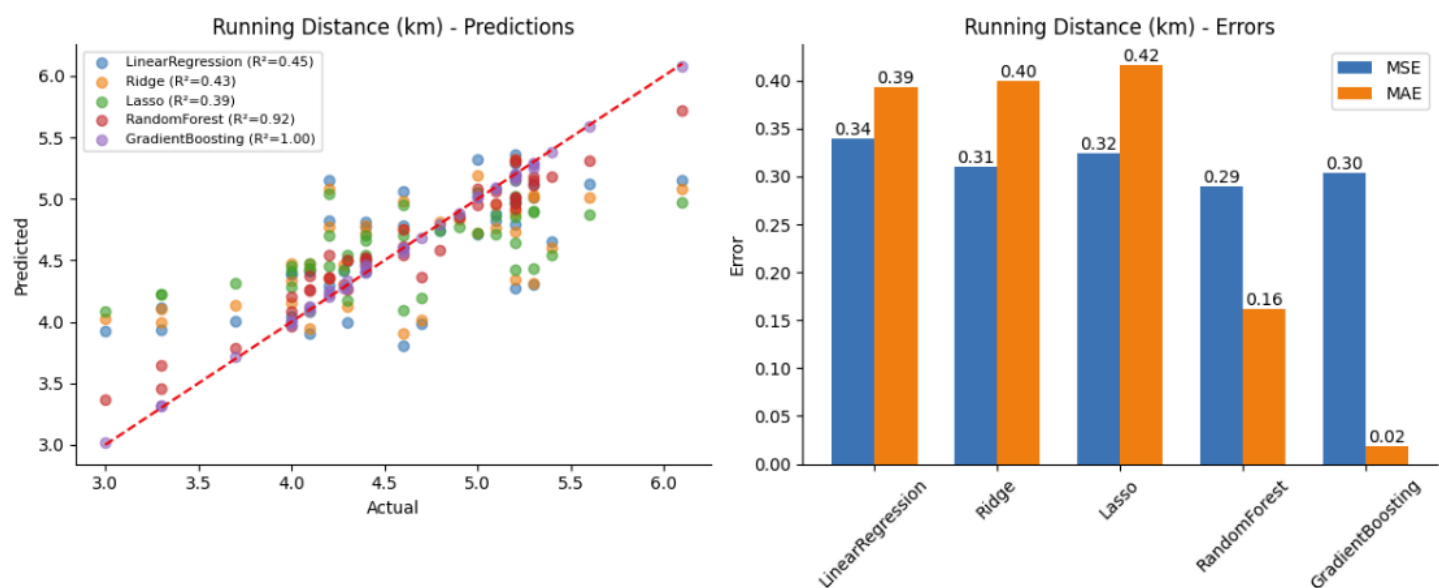 Running Distance (km) - Predictions
LinearRegression (R²=0.45)
Ridge (R²=0.43)
Lasso (R²=0.39)
RandomForest (R²=0.92)
GradientBoosting (R²=1.00)
Predicted
6.0
5.5
5.0
4.5
4.0
3.5
3.0
3.0 3.5 4.0 4.5 5.0 5.5 6.0
Actual
Running Distance (km) - Errors
MSE
MAE
Error
0.40
0.35
0.30
0.25
0.20
0.15
0.10
0.05
0.00
0.34 0.39 0.31 0.40 0.32 0.42 0.29 0.16 0.30 0.02
LinearRegression
Ridge
Lasso
RandomForest
GradientBoosting